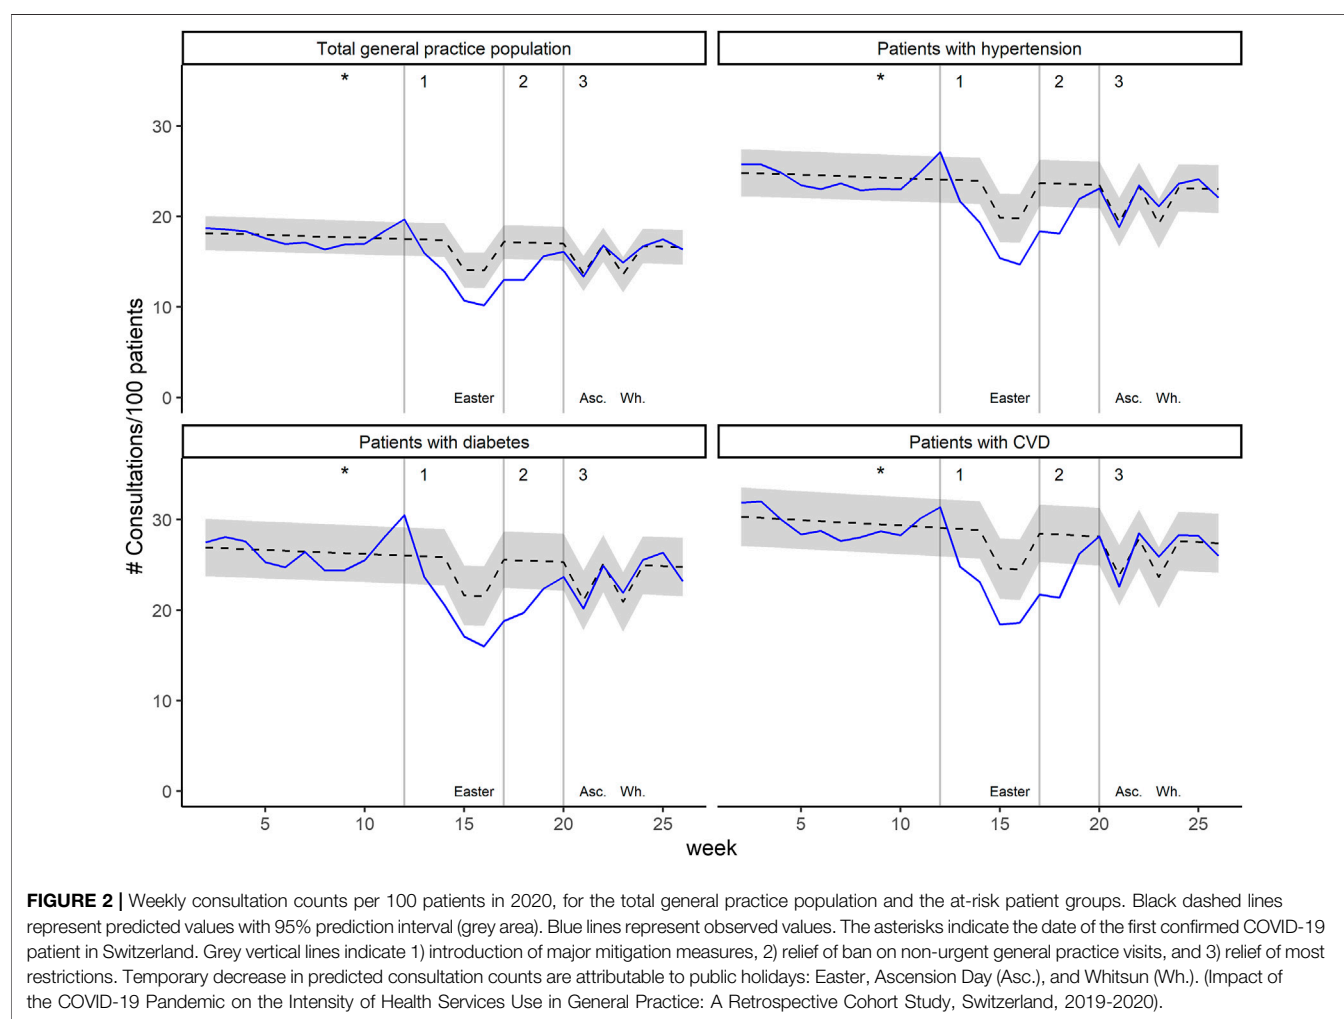 Total general practice population
Patients with hypertension
* 1 2 3
* 1 2 3
30
20
10
0
Easter Asc. Wh.
Easter Asc. Wh.
# Consultations/100 patients
Patients with diabetes
Patients with CVD
* 1 2 3
* 1 2 3
30
20
10
0
Easter Asc. Wh.
Easter Asc. Wh.
5 10 15 20 25
5 10 15 20 25
week
FIGURE 2 | Weekly consultation counts per 100 patients in 2020, for the total general practice population and the at-risk patient groups. Black dashed lines
represent predicted values with 95% prediction interval (grey area). Blue lines represent observed values. The asterisks indicate the date of the first confirmed COVID-19
patient in Switzerland. Grey vertical lines indicate 1) introduction of major mitigation measures, 2) relief of ban on non-urgent general practice visits, and 3) relief of most
restrictions. Temporary decrease in predicted consultation counts are attributable to public holidays: Easter, Ascension Day (Asc.), and Whitsun (Wh.). (Impact of
the COVID-19 Pandemic on the Intensity of Health Services Use in General Practice: A Retrospective Cohort Study, Switzerland, 2019-2020).